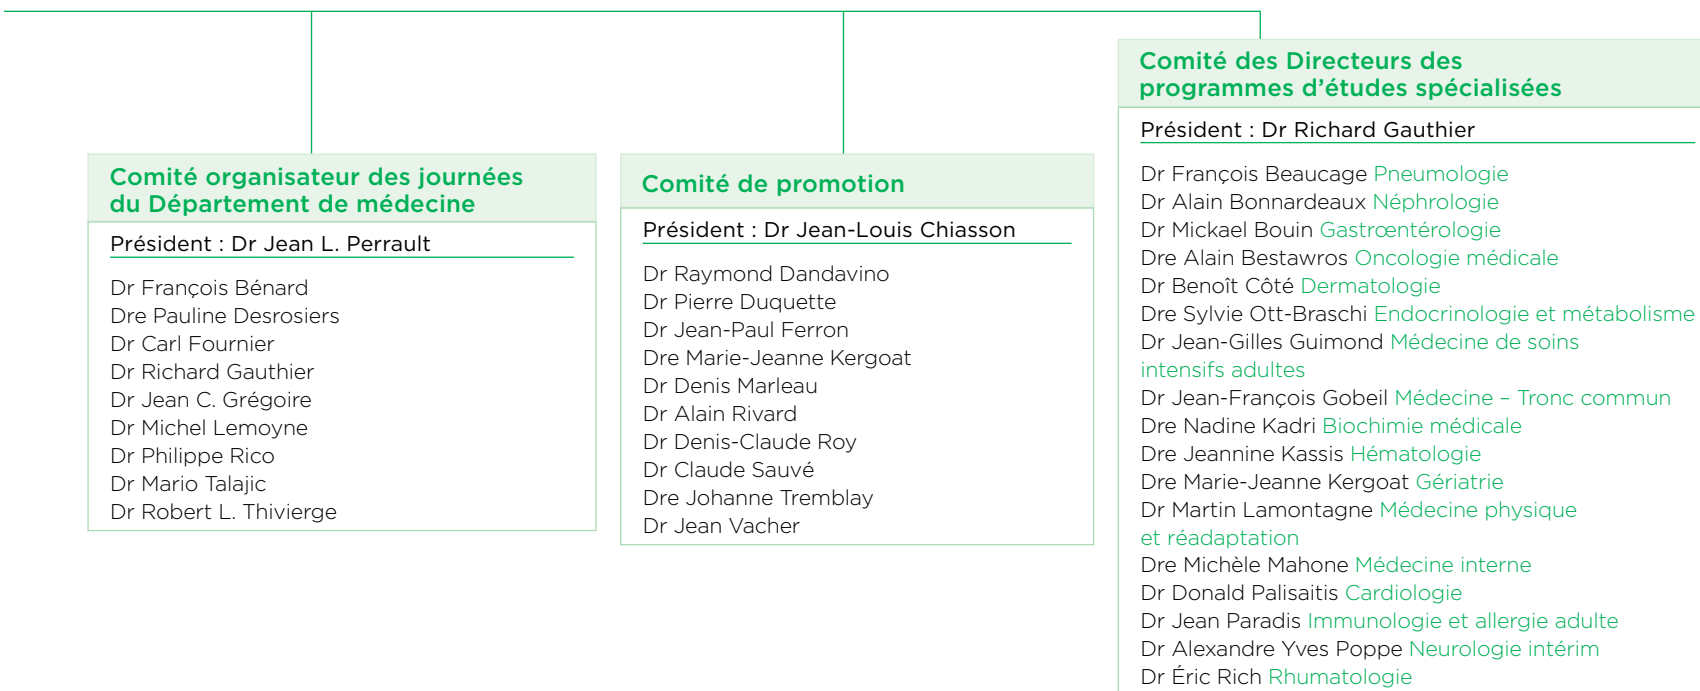 Comité organisateur des journées
du Département de médecine
Président : Dr Jean L. Perrault
Dr François Bénard
Dre Pauline Desrosiers
Dr Carl Fournier
Dr Richard Gauthier
Dr Jean C. Grégoire
Dr Michel Lemoyne
Dr Philippe Rico
Dr Mario Talajic
Dr Robert L. Thivierge
Comité de promotion
Président : Dr Jean-Louis Chiasson
Dr Raymond Dandavino
Dr Pierre Duquette
Dr Jean-Paul Ferron
Dre Marie-Jeanne Kergoat
Dr Denis Marleau
Dr Alain Rivard
Dr Denis-Claude Roy
Dr Claude Sauvé
Dre Johanne Tremblay
Dr Jean Vacher
Comité des Directeurs des
programmes d'études spécialisées
Président : Dr Richard Gauthier
Dr François Beaucage Pneumologie
Dr Alain Bonnardeaux Néphrologie
Dr Mickael Bouin Gastrœntérologie
Dre Alain Bestawros Oncologie médicale
Dr Benoît Côté Dermatologie
Dre Sylvie Ott-Braschi Endocrinologie et métabolisme
Dr Jean-Gilles Guimond Médecine de soins
intensifs adultes
Dr Jean-François Gobeil Médecine – Tronc commun
Dre Nadine Kadri Biochimie médicale
Dre Jeannine Kassis Hématologie
Dre Marie-Jeanne Kergoat Gériatrie
Dr Martin Lamontagne Médecine physique
et réadaptation
Dre Michèle Mahone Médecine interne
Dr Donald Palisaitis Cardiologie
Dr Jean Paradis Immunologie et allergie adulte
Dr Alexandre Yves Poppe Neurologie intérim
Dr Éric Rich Rhumatologie